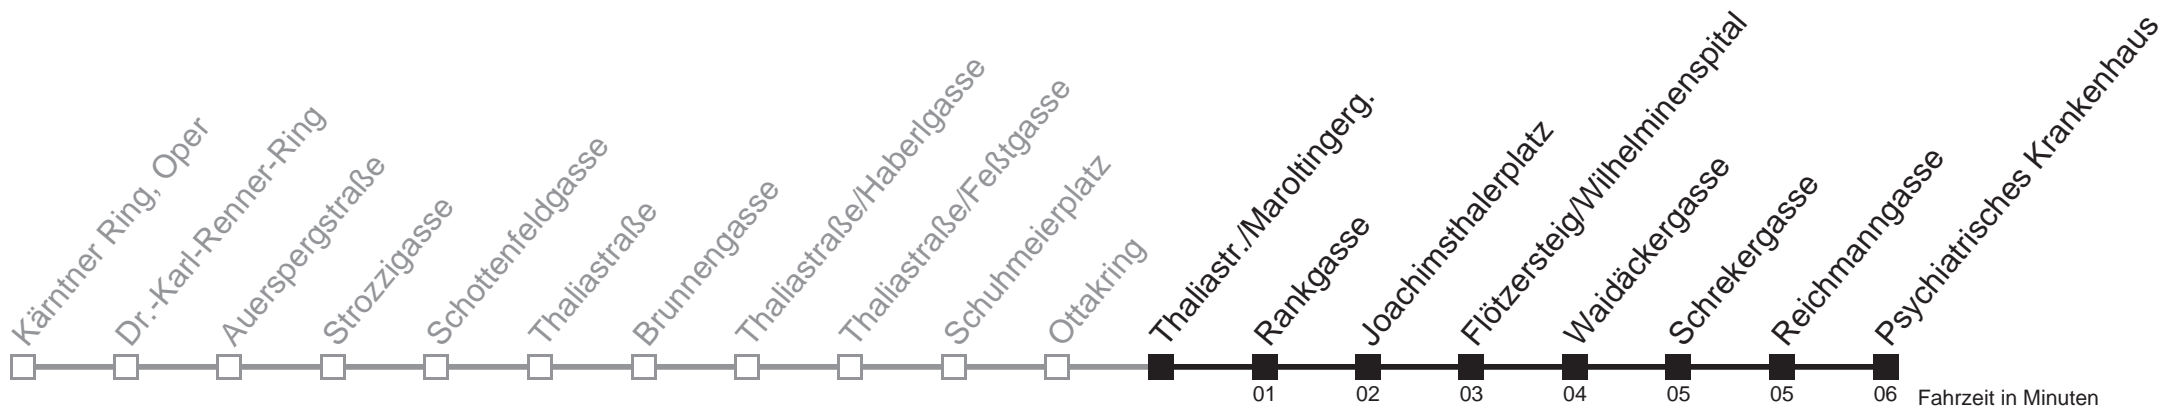 Kärntner Ring, Oper
Dr.-Karl-Renner-Ring
Auerspergstraße
Strozzigasse
Schottenfeldgasse
Thaliastraße
Brunnengasse
Thaliastraße/Haberlgasse
Thaliastraße/Feßtgasse
Schuhmeierplatz
Ottakring
Thaliastr./Maroltingerg.
Rankgasse
Joachimsthalerplatz
Flötzersteig/Wilhelminenspital
Waidäckergasse
Schrekergasse
Reichmanngasse
Psychiatrisches Krankenhaus
01 02 03 04 05 05 06 Fahrzeit in Minuten